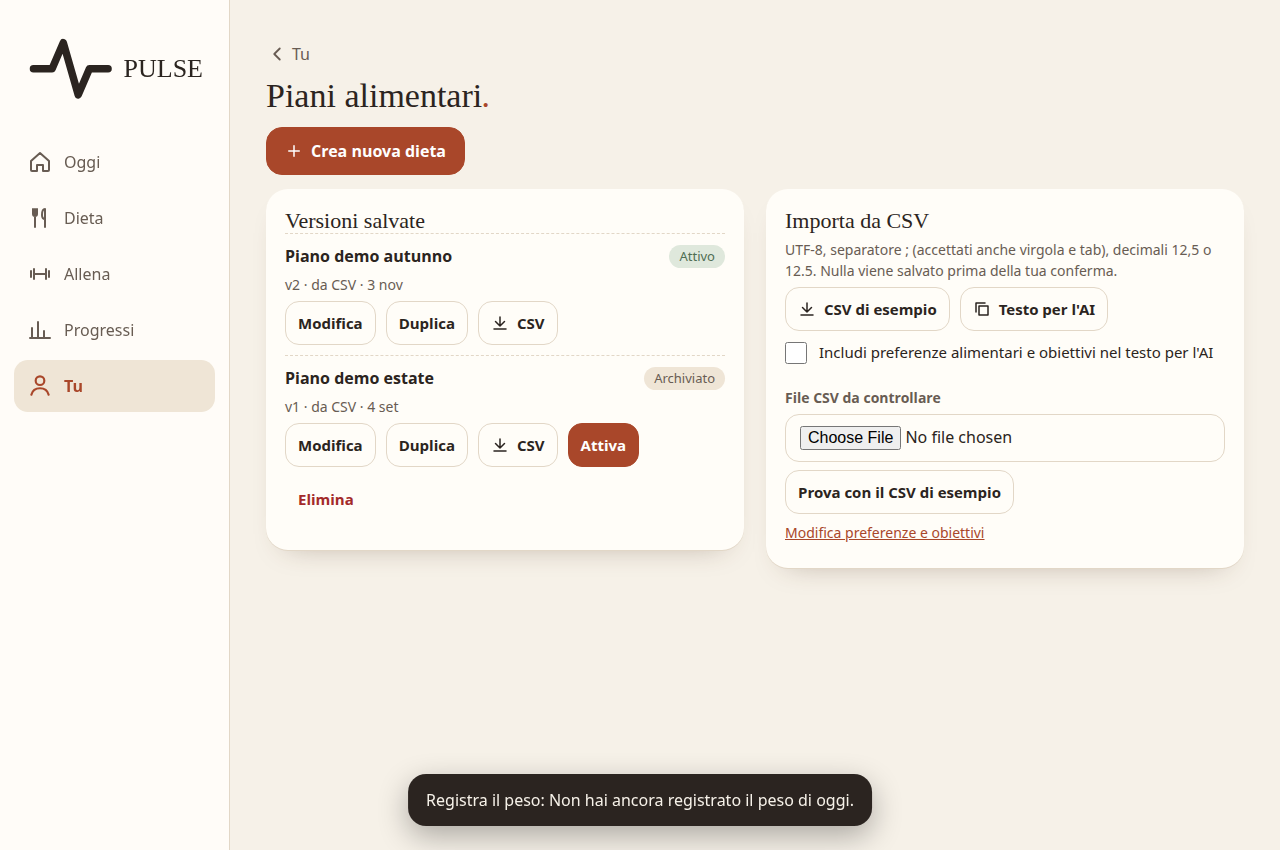 PULSE
Oggi
Dieta
Allena
Progressi
Tu
Tu
Piani alimentari.
Crea nuova dieta
Versioni salvate
Piano demo autunno
Attivo
v2 · da CSV · 3 nov
Modifica
Duplica
CSV
Piano demo estate
Archiviato
v1 · da CSV · 4 set
Modifica
Duplica
CSV
Attiva
Elimina
Importa da CSV
UTF-8, separatore ; (accettati anche virgola e tab), decimali 12,5 o
12.5. Nulla viene salvato prima della tua conferma.
CSV di esempio
Testo per l'AI
Includi preferenze alimentari e obiettivi nel testo per l'AI
File CSV da controllare
Choose File No file chosen
Prova con il CSV di esempio
Modifica preferenze e obiettivi
Registra il peso: Non hai ancora registrato il peso di oggi.